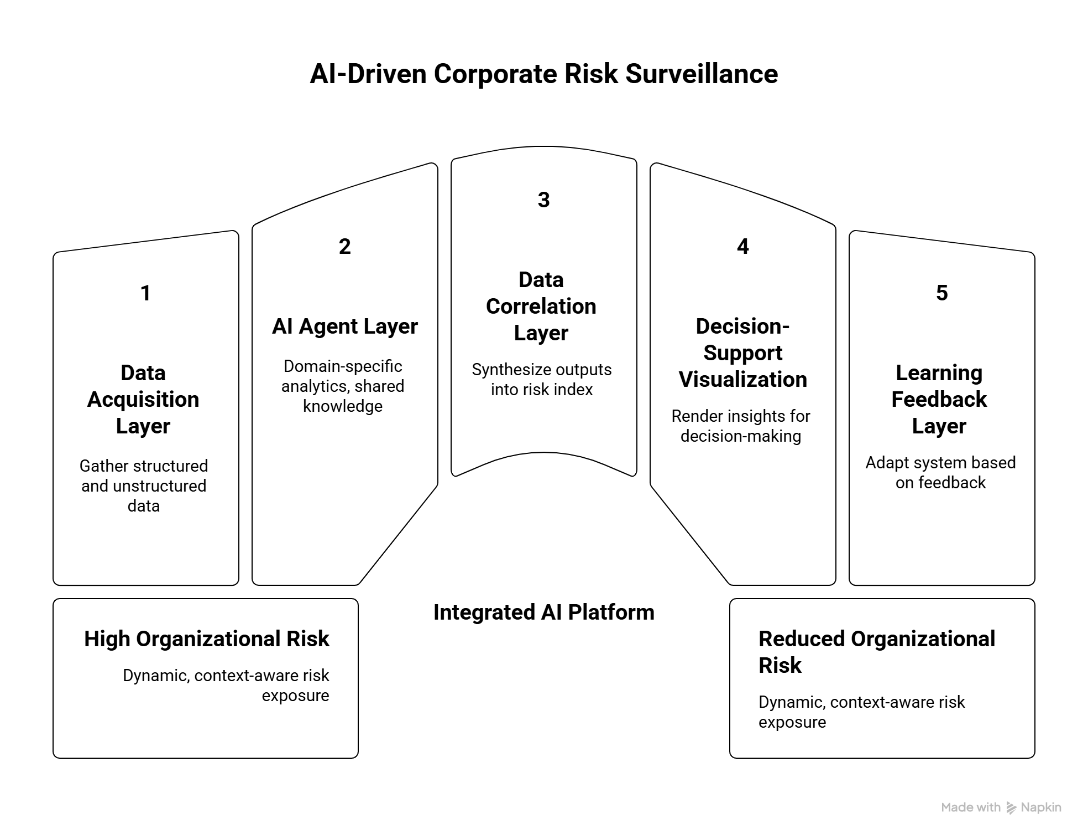 AI-Driven Corporate Risk Surveillance
1
Data
Acquisition
Layer
Gather structured
and unstructured
data
2
AI Agent Layer
Domain-specific
analytics, shared
knowledge
3
Data
Correlation
Layer
Synthesize outputs
into risk index
4
Decision-
Support
Visualization
Render insights for
decision-making
5
Learning
Feedback
Layer
Adapt system based
on feedback
High Organizational Risk
Dynamic, context-aware risk
exposure
Integrated AI Platform
Reduced Organizational
Risk
Dynamic, context-aware risk
exposure
Made with Napkin